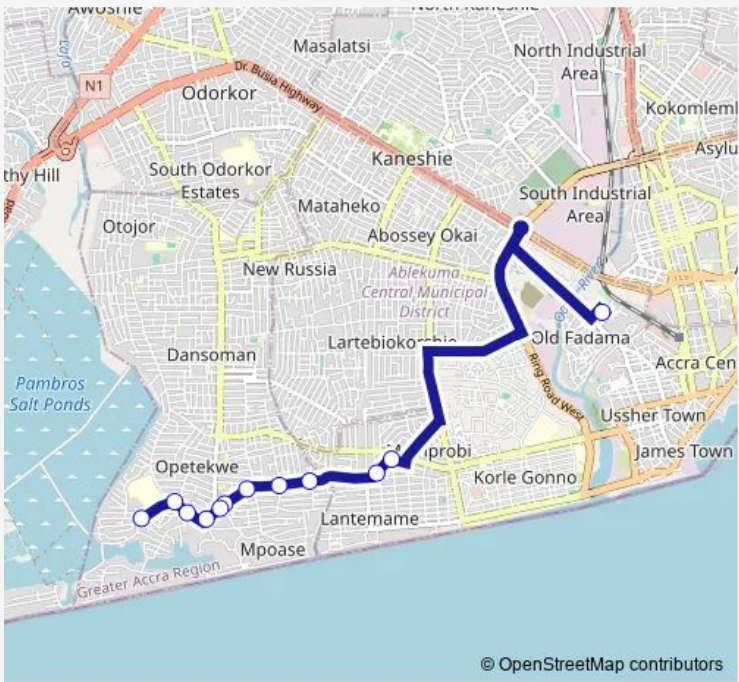 Awoshie
North Kaneshie
Masalatsi
North Industrial
Area
N1
Dr. Busia Highway
Odorkor
Kokomleml
Kaneshie
Asylu
thy Hill
South Odorkor
Estates
South Industrial
Area
Mataheko
Otojor
Abossey Okai
New Russia
Ablekuma
Central Municipal
District
Lartebiokorshie
Old Fadama
Dansoman
Accra Cen
Pambros
Salt Ponds
Ring Road West
Ussher Town
James Town
Opetekwe
Korle Gonno
Lantemame
Mpoase
Greater Accra Region
© OpenStreetMap contributors